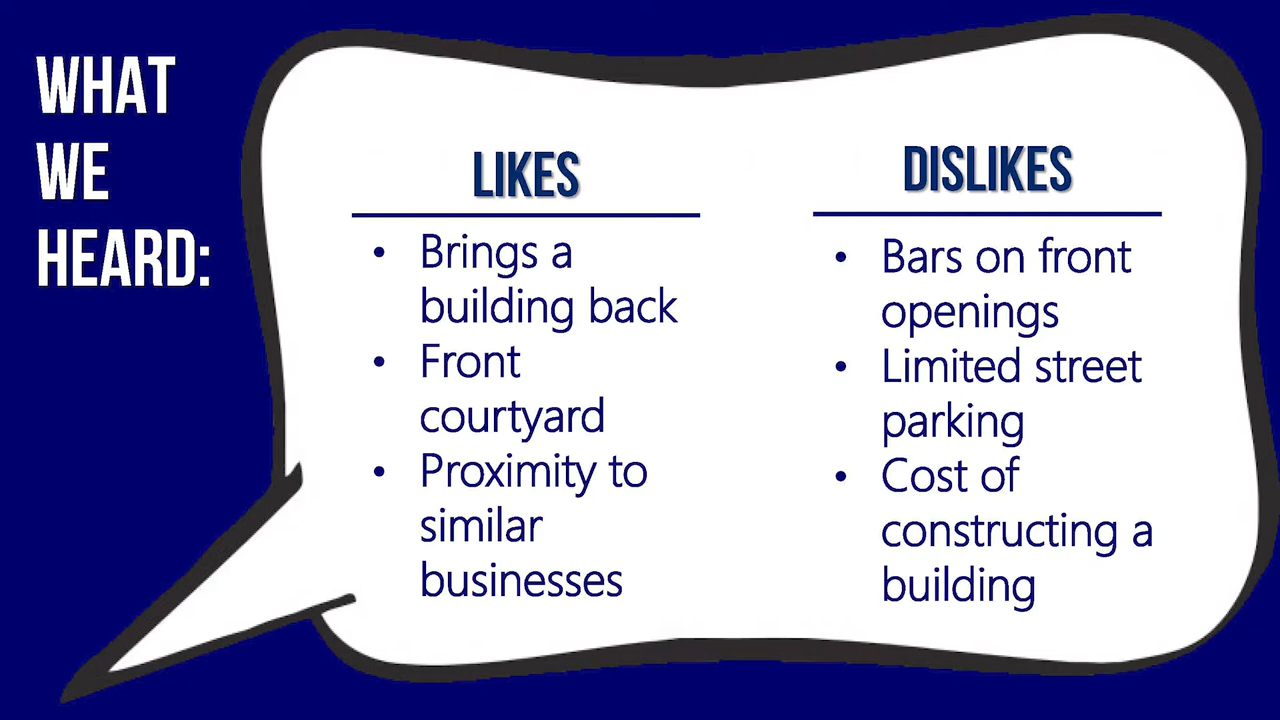 WHAT
WE
HEARD:
LIKES
• Brings a
building back
• Front
courtyard
• Proximity to
similar
businesses
DISLIKES
• Bars on front
openings
• Limited street
parking
• Cost of
constructing a
building